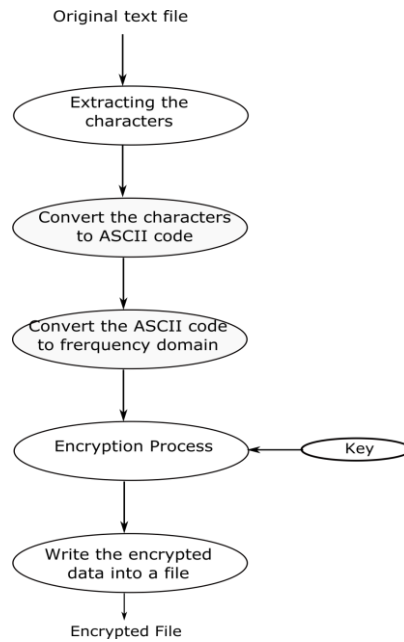 Original text file
Extracting the
characters
Convert the characters
to ASCII code
Convert the ASCII code
to frerquency domain
Encryption Process
Key
Write the encrypted
data into a file
Encrypted File